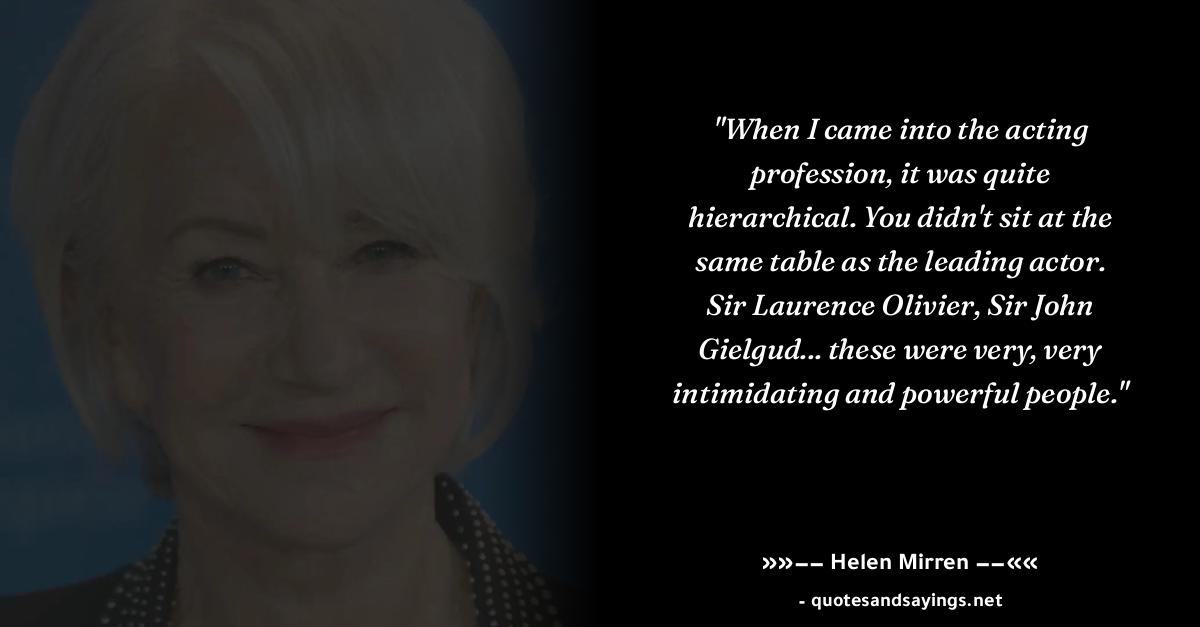 "When I came into the acting
profession, it was quite
hierarchical. You didn't sit at the
same table as the leading actor.
Sir Laurence Olivier, Sir John
Gielgud... these were very, very
intimidating and powerful people."
»»−− Helen Mirren −−««
- quotesandsayings.net